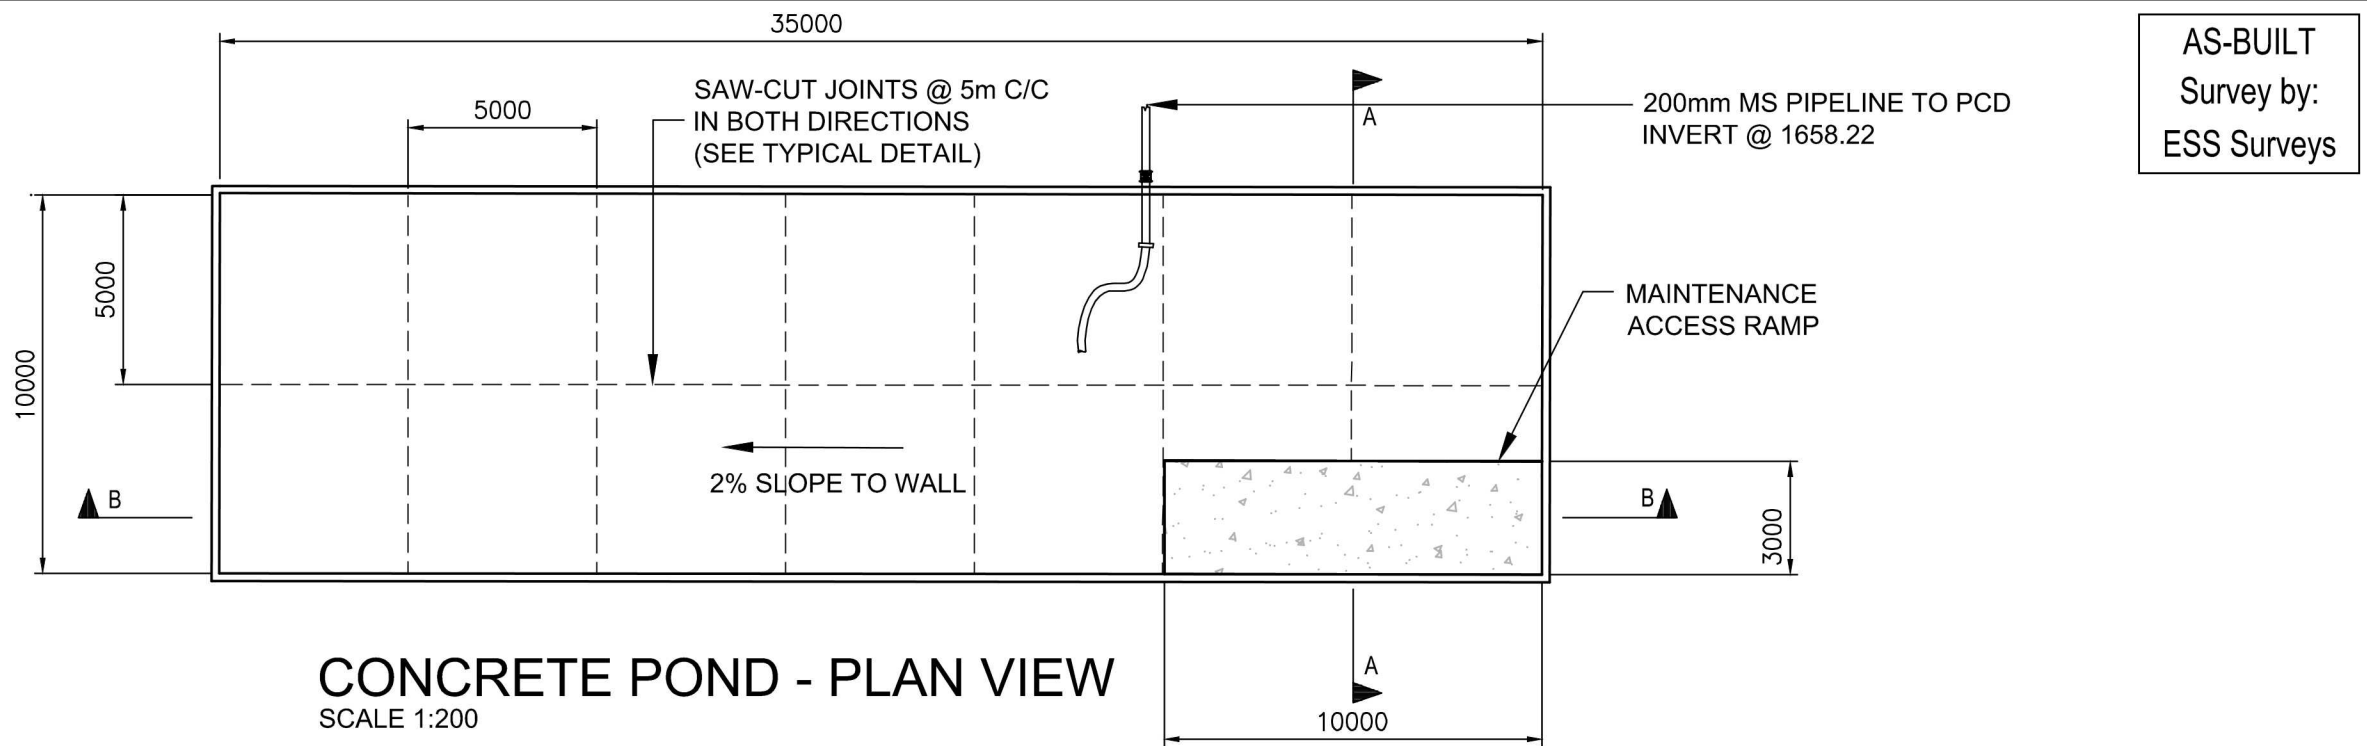 35000
AS-BUILT
Survey by:
ESS Surveys
SAW-CUT JOINTS @ 5m C/C
IN BOTH DIRECTIONS
(SEE TYPICAL DETAIL)
5000
A
200mm MS PIPELINE TO PCD
INVERT @ 1658.22
5000
10000
MAINTENANCE
ACCESS RAMP
2% SLOPE TO WALL
B
B
3000
CONCRETE POND - PLAN VIEW
SCALE 1:200
A
10000